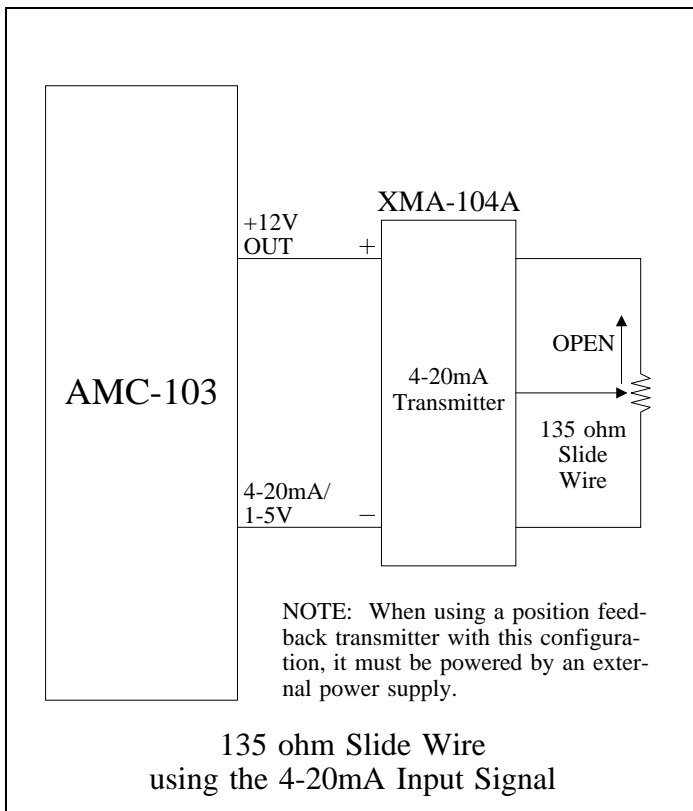 XMA-104A
+12V
OUT
+
OPEN
AMC-103
4-20mA
Transmitter
135 ohm
Slide
Wire
4-20mA/
1-5V
−
NOTE: When using a position feed-
back transmitter with this configura-
tion, it must be powered by an exter-
nal power supply.
135 ohm Slide Wire
using the 4-20mA Input Signal